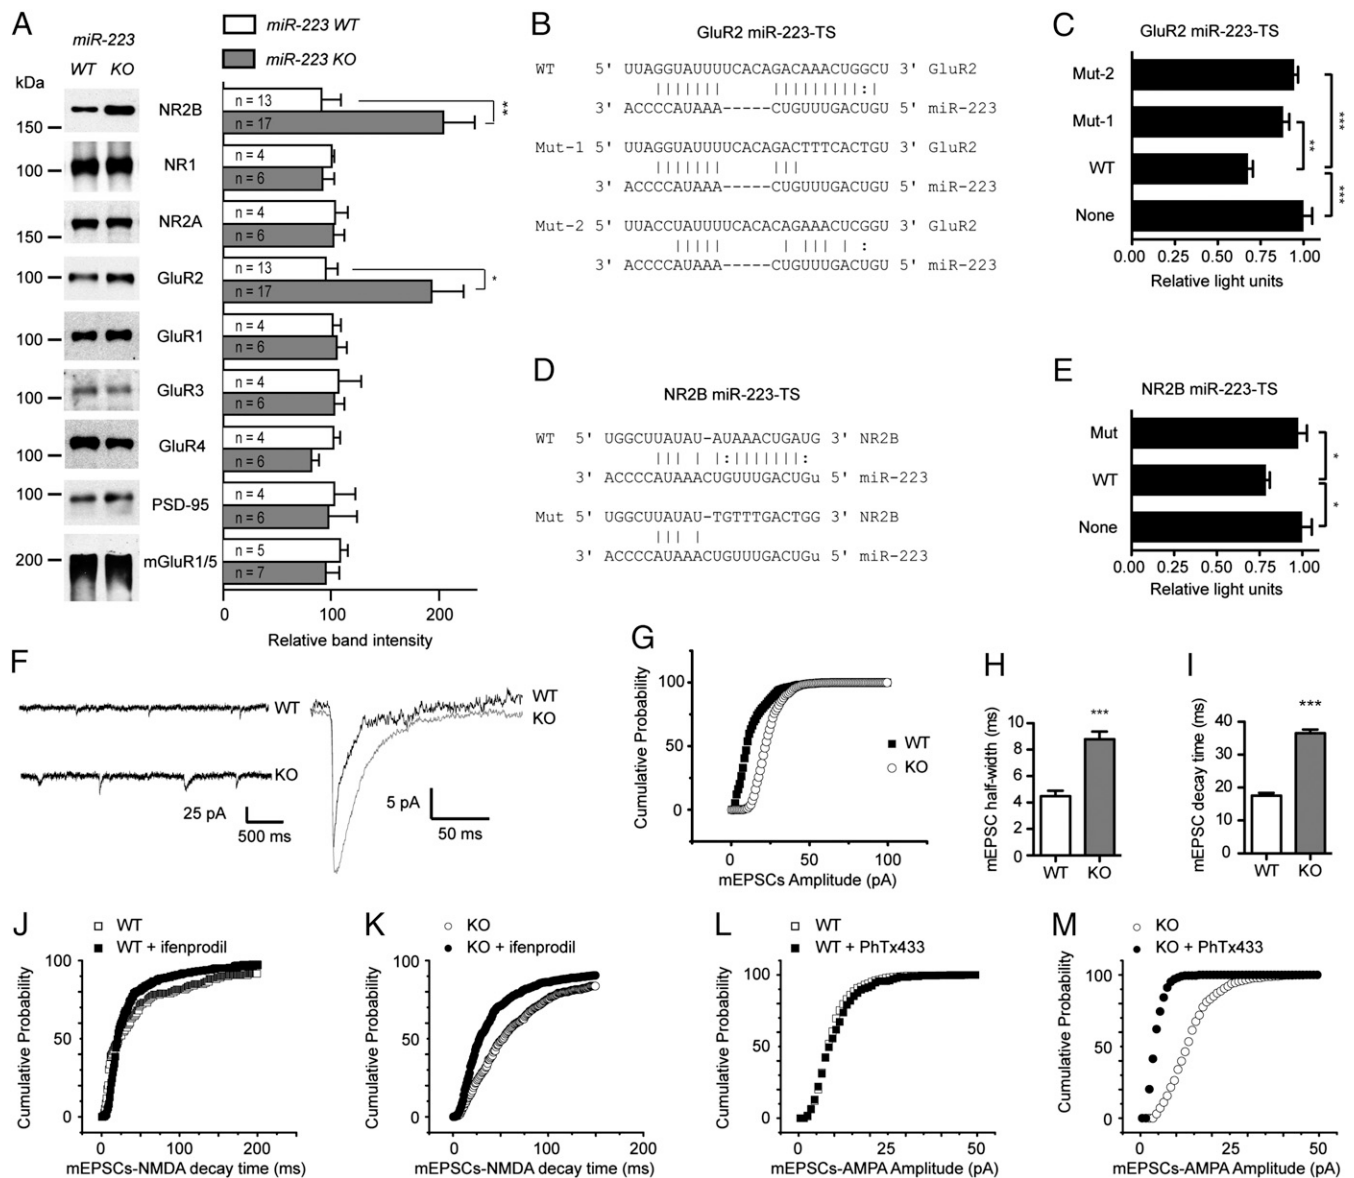 A
miR-223
WT KO
kDa
miR-223 WT
miR-223 KO
150
NR2B
n = 13
n = 17
**
100
NR1
n = 4
n = 6
150
NR2A
n = 4
n = 6
100
GluR2
n = 13
n = 17
*
100
GluR1
n = 4
n = 6
100
GluR3
n = 4
n = 6
100
GluR4
n = 4
n = 6
100
PSD-95
n = 4
n = 6
200
mGluR1/5
n = 5
n = 7
0 100 200
Relative band intensity
B
GluR2 miR-223-TS
WT 5' UUAGGUAUUUUCACAGACAAACUGGCU 3' GluR2
||||||| |||||||||:|
3' ACCCCAUAAA-----CUGUUUGACUGU 5' miR-223
Mut-1 5' UUAGGUAUUUUCACAGACTTTCACTGU 3' GluR2
||||||| |||
3' ACCCCAUAAA-----CUGUUUGACUGU 5' miR-223
Mut-2 5' UUACCUAUUUUCACACAGAAACUCGGU 3' GluR2
||||| | ||| | :
3' ACCCCAUAAA-----CUGUUUGACUGU 5' miR-223
C
GluR2 miR-223-TS
Mut-2
Mut-1
WT
None
***
**
***
0.00 0.25 0.50 0.75 1.00
Relative light units
D
NR2B miR-223-TS
WT 5' UGGCUUAUAU-AUAAACUGAUG 3' NR2B
||| | |:|||||||:
3' ACCCCAUAAACUGUUUGACUGu 5' miR-223
Mut 5' UGGCUUAUAU-TGTTTGACTGG 3' NR2B
||| |
3' ACCCCAUAAACUGUUUGACUGu 5' miR-223
E
NR2B miR-223-TS
Mut
WT
None
*
*
0.00 0.25 0.50 0.75 1.00
Relative light units
F
WT
KO
25 pA
500 ms
WT
KO
5 pA
50 ms
G
Cumulative Probability
100
50
0
WT
KO
0 50 100
mEPSCs Amplitude (pA)
H
mEPSC half-width (ms)
10
8
6
4
2
0
***
WT KO
I
mEPSC decay time (ms)
40
30
20
10
0
***
WT KO
J
WT
WT + ifenprodil
Cumulative Probability
100
50
0
0 100 200
mEPSCs-NMDA decay time (ms)
K
KO
KO + ifenprodil
Cumulative Probability
100
50
0
0 100 200
mEPSCs-NMDA decay time (ms)
L
WT
WT + PhTx433
Cumulative Probability
100
50
0
0 25 50
mEPSCs-AMPA Amplitude (pA)
M
KO
KO + PhTx433
Cumulative Probability
100
50
0
0 25 50
mEPSCs-AMPA Amplitude (pA)